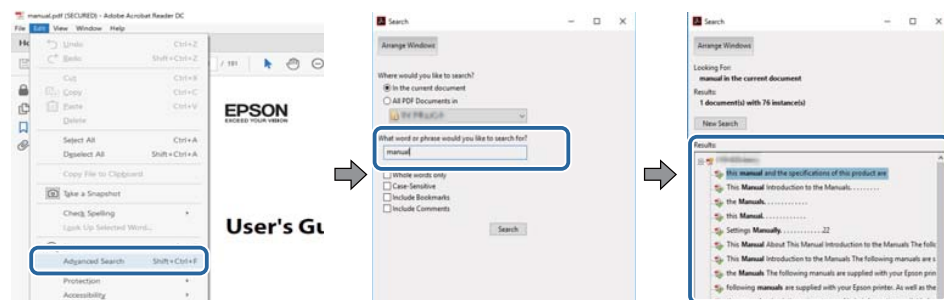 manual.pdf (SECURED) - Adobe Acrobat Reader DC
File Edit View Window Help
Undo Ctrl+Z
Redo Shift+Ctrl+Z
Cut Ctrl+X
Copy Ctrl+C
Paste Ctrl+V
Delete
Select All Ctrl+A
Deselect All Shift+Ctrl+A
Copy File to Clipboard
Take a Snapshot
Check Spelling
Look Up Selected Word...
Advanced Search Shift+Ctrl+F
Protection
Accessibility
/ 191
EPSON
EXCEED YOUR VISION
User's Gu
Search
Arrange Windows
Where would you like to search?
In the current document
All PDF Documents in
What word or phrase would you like to search for?
manual
Whole words only
Case-Sensitive
Include Bookmarks
Include Comments
Search
Search
Arrange Windows
Looking For:
manual in the current document
Results:
1 document(s) with 76 instance(s)
New Search
Results:
this manual and the specifications of this product are
This Manual Introduction to the Manuals.........
the Manuals.............
this Manual.............
Settings Manually.............22
This Manual About This Manual Introduction to the Manuals The follo
This Manual Introduction to the Manuals The following manuals are s
the Manuals The following manuals are supplied with your Epson prin
following manuals are supplied with your Epson printer. As well as the